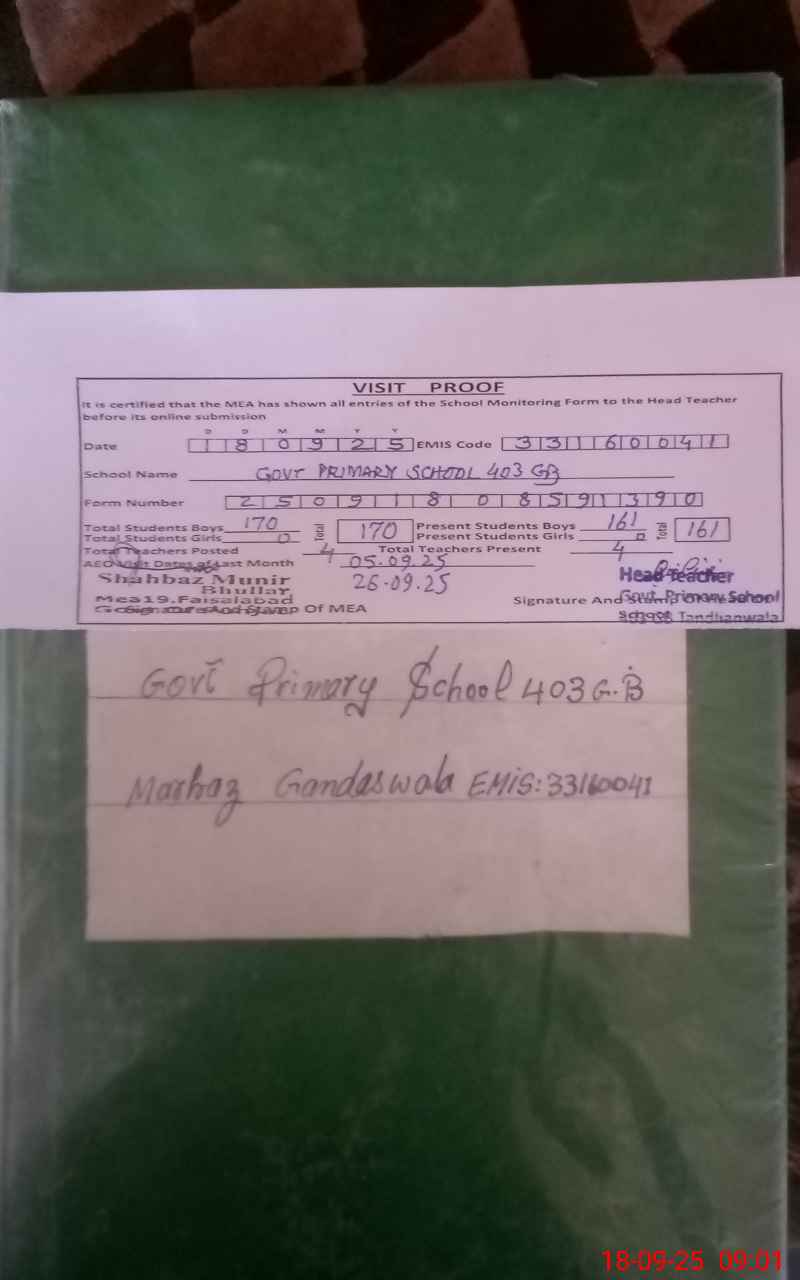 VISIT PROOF
It is certified that the MEA has shown all entries of the School Monitoring Form to the Head Teacher
before its online submission
D D M M Y Y
Date 1 8 0 9 2 5 EMIS Code 3 3 1 6 0 0 4 1
School Name GOVT PRIMARY SCHOOL 403 GB
Form Number 2 5 0 9 1 8 0 8 5 9 1 3 9 0
Total Students Boys 170 Total 170 Present Students Boys 161 Total 161
Total Students Girls 0 Present Students Girls 0
Total Teachers Posted 4 Total Teachers Present 4
AEO Visit Dates of Last Month 05.09.25
26.09.25
Shahbaz Munir
Bhullar
Mea19.Faisalabad
Signature And Stamp Of MEA
Head Teacher
Signature And
Govt. Primary School
Tandlianwala
Govt Primary School 403 G.B
Marhaz Gandaswala EMIS: 33160041
18-09-25 09:01